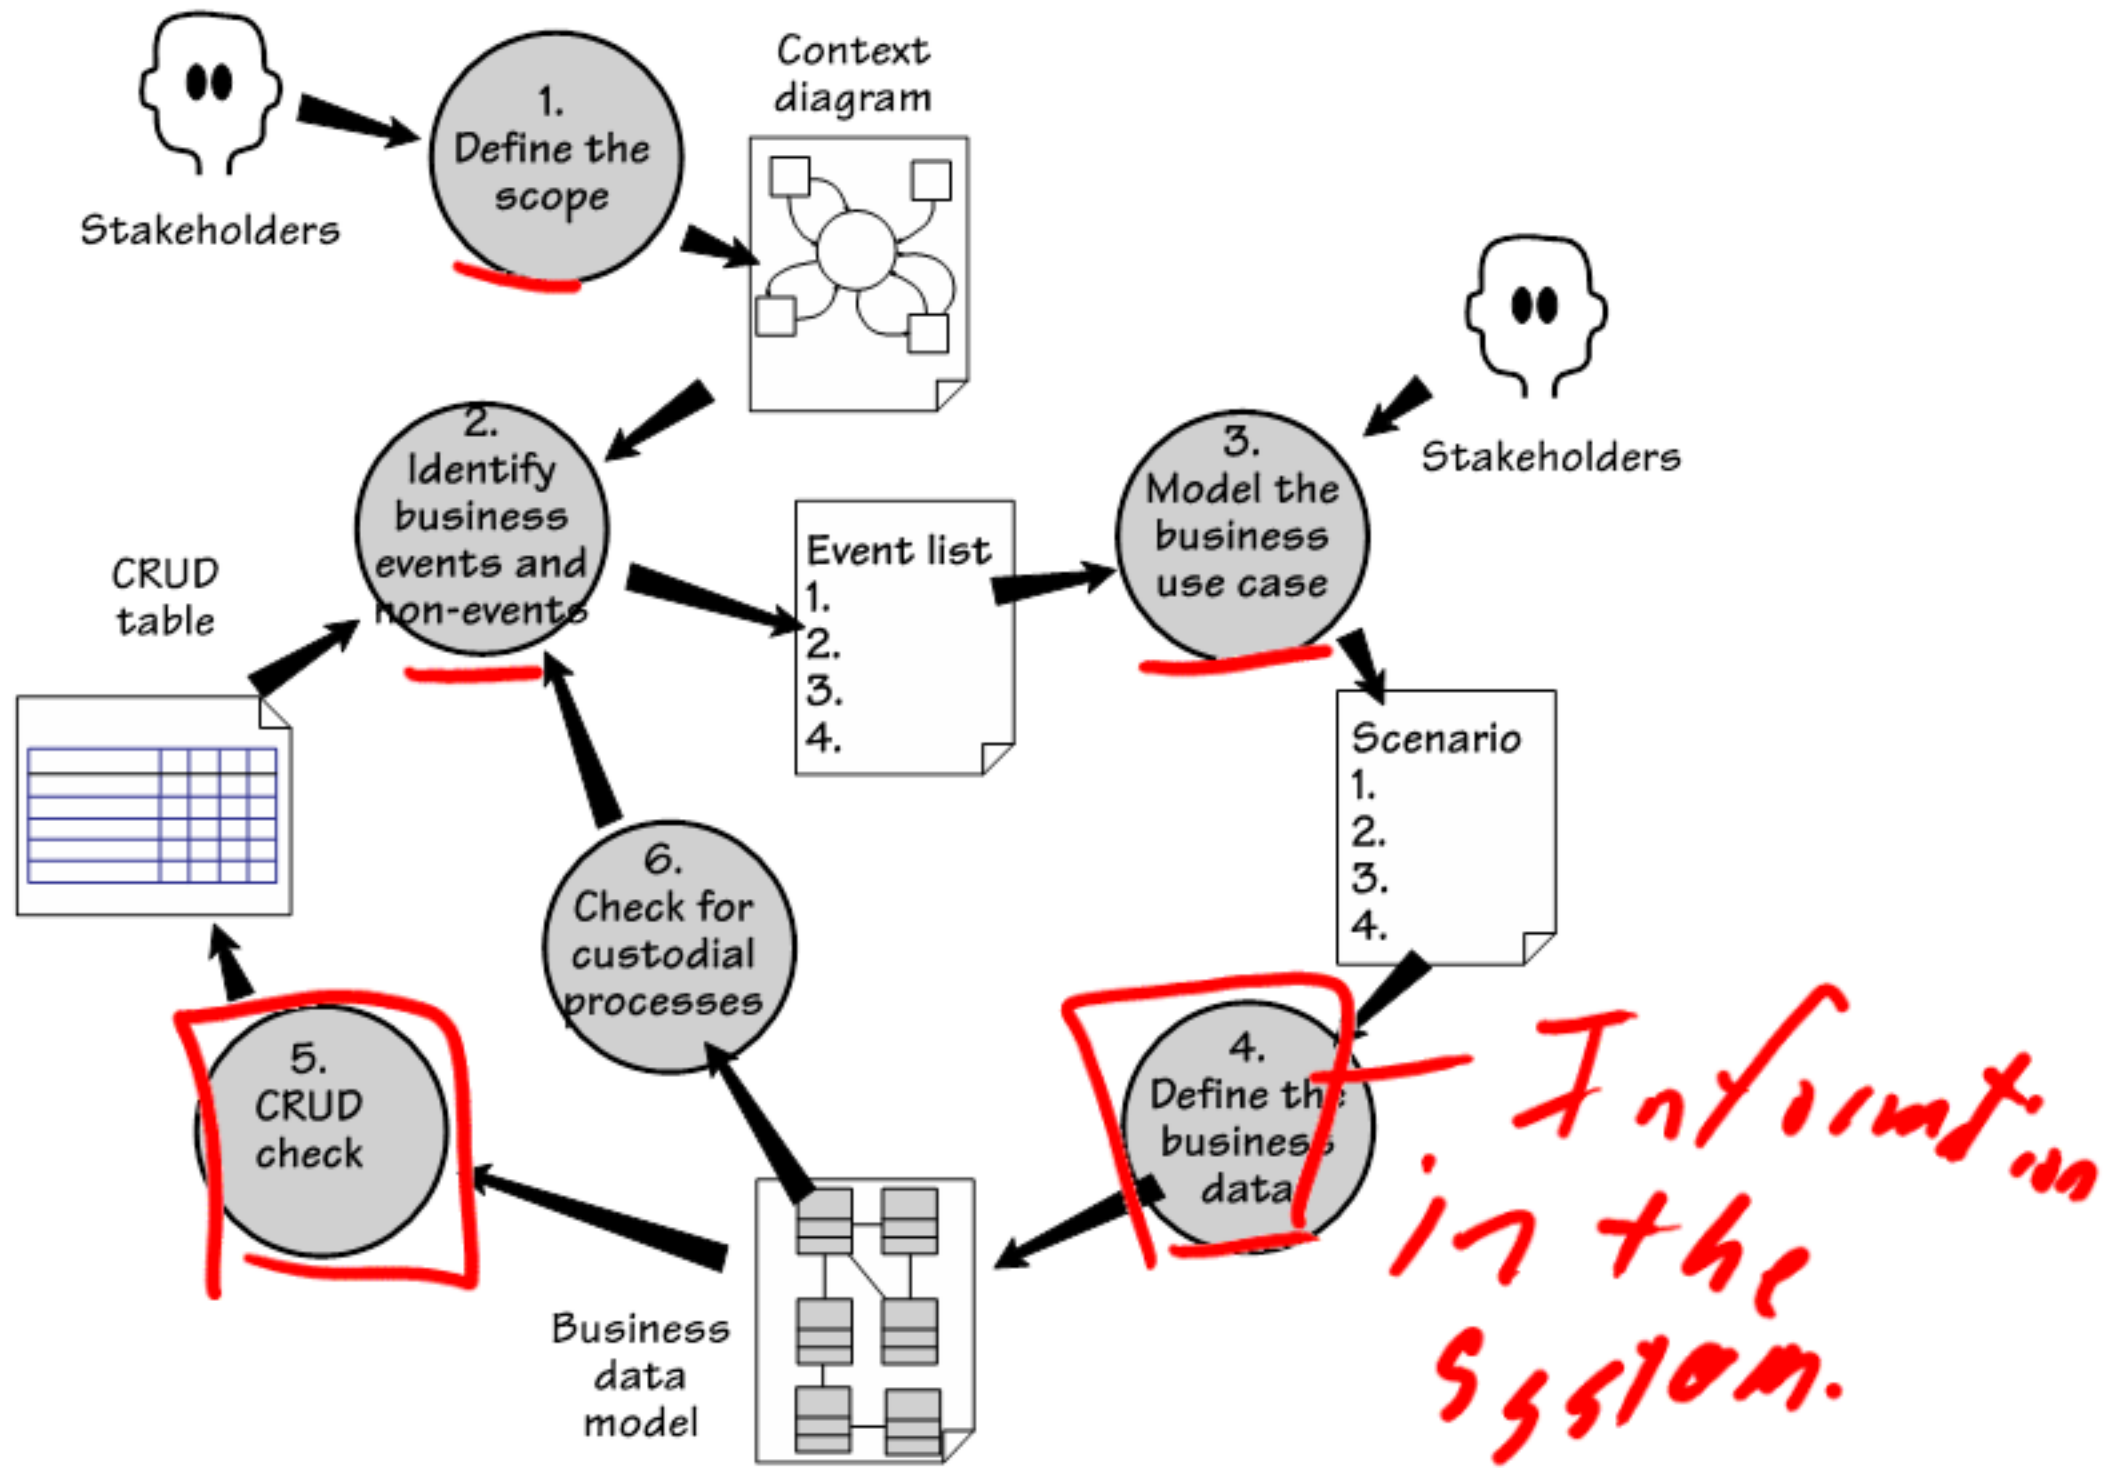 Context
diagram
1.
Define the
scope
Stakeholders
2.
Identify
business
events and
non-events
Event list
1.
2.
3.
4.
3.
Model the
business
use case
Stakeholders
CRUD
table
Scenario
1.
2.
3.
4.
6.
Check for
custodial
processes
5.
CRUD
check
4.
Define the
business
data
Information
in the
system.
Business
data
model